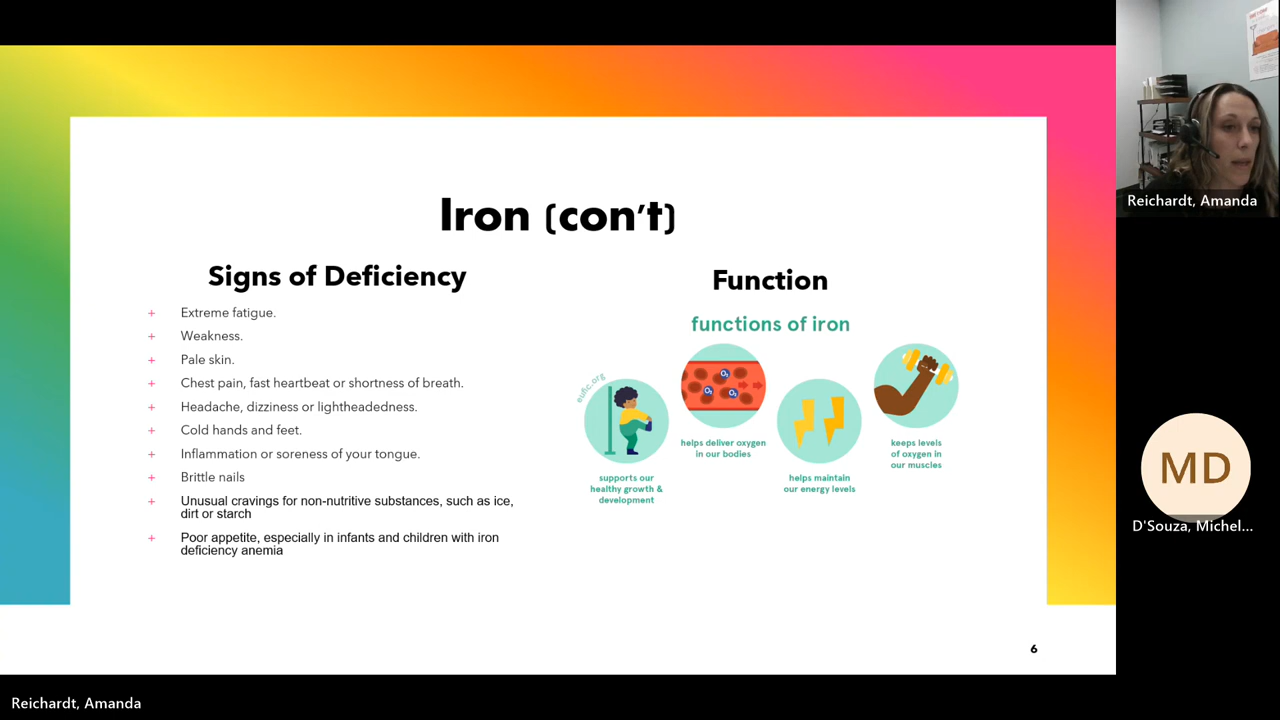 Iron (con’t)
Signs of Deficiency
+ Extreme fatigue.
+ Weakness.
+ Pale skin.
+ Chest pain, fast heartbeat or shortness of breath.
+ Headache, dizziness or lightheadedness.
+ Cold hands and feet.
+ Inflammation or soreness of your tongue.
+ Brittle nails
+ Unusual cravings for non-nutritive substances, such as ice,
dirt or starch
+ Poor appetite, especially in infants and children with iron
deficiency anemia
Function
functions of iron
eufic.org
O₂
O₂
O₂
supports our
healthy growth &
development
helps deliver oxygen
in our bodies
helps maintain
our energy levels
keeps levels
of oxygen in
our muscles
6
Reichardt, Amanda
MD
D'Souza, Michel...
Reichardt, Amanda